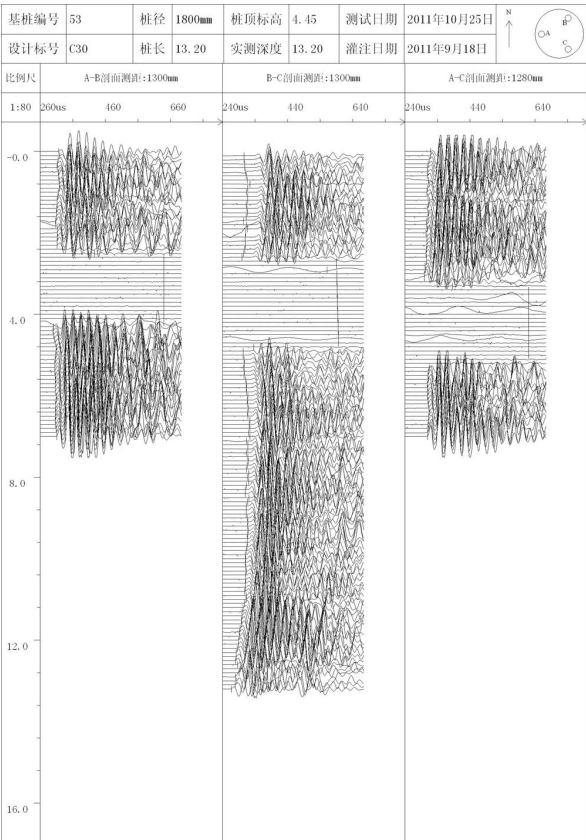 基桩编号 53 桩径 1800mm 桩顶标高 4.45 测试日期 2011年10月25日
设计标号 C30 桩长 13.20 实测深度 13.20 灌注日期 2011年9月18日
N
A
B
C
比例尺 A-B剖面测距:1300mm B-C剖面测距:1300mm A-C剖面测距:1280mm
1:80 260us 460 660 240us 440 640 240us 440 640
-0.0
4.0
8.0
12.0
16.0